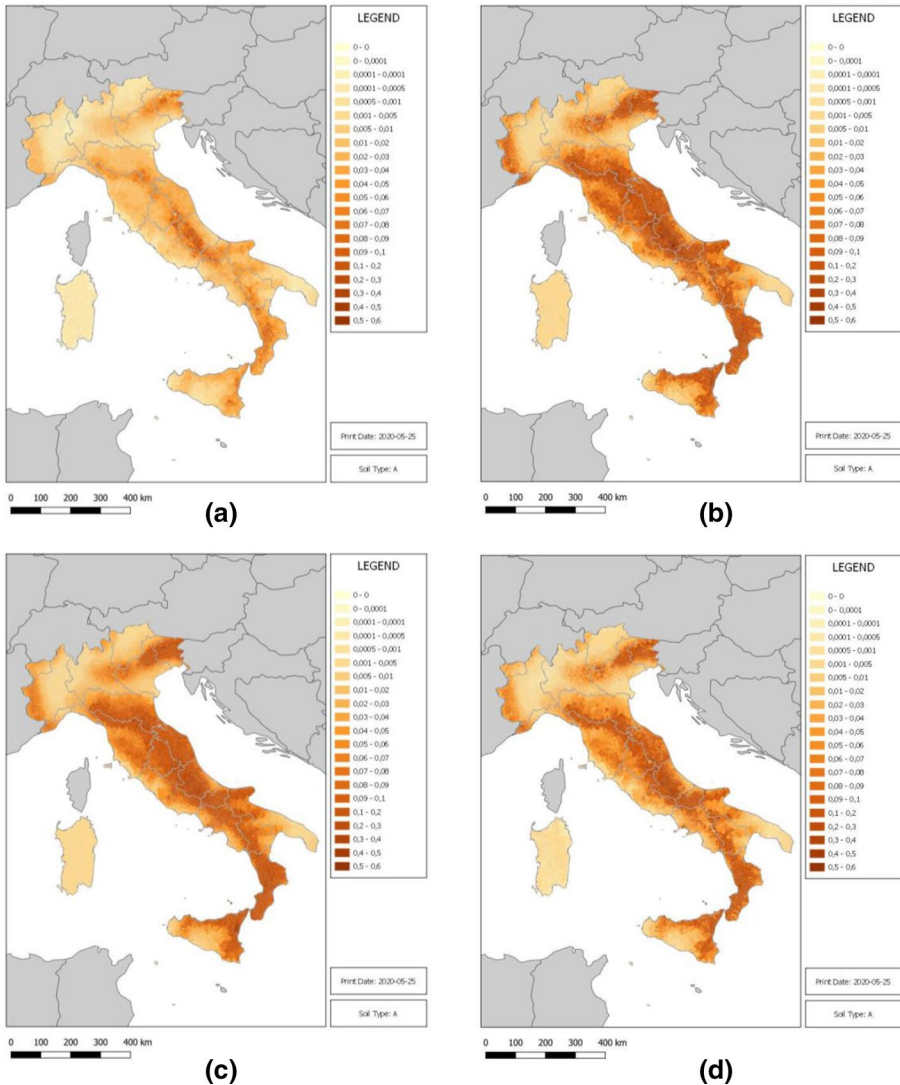 LEGEND
0 - 0
0 - 0,0001
0,0001 - 0,0001
0,0001 - 0,0005
0,0005 - 0,001
0,001 - 0,005
0,005 - 0,01
0,01 - 0,02
0,02 - 0,03
0,03 - 0,04
0,04 - 0,05
0,05 - 0,06
0,06 - 0,07
0,07 - 0,08
0,08 - 0,09
0,09 - 0,1
0,1 - 0,2
0,2 - 0,3
0,3 - 0,4
0,4 - 0,5
0,5 - 0,6
Print Date: 2020-05-25
Soil Type: A
0 100 200 300 400 km
(a)
LEGEND
0 - 0
0 - 0,0001
0,0001 - 0,0001
0,0001 - 0,0005
0,0005 - 0,001
0,001 - 0,005
0,005 - 0,01
0,01 - 0,02
0,02 - 0,03
0,03 - 0,04
0,04 - 0,05
0,05 - 0,06
0,06 - 0,07
0,07 - 0,08
0,08 - 0,09
0,09 - 0,1
0,1 - 0,2
0,2 - 0,3
0,3 - 0,4
0,4 - 0,5
0,5 - 0,6
Print Date: 2020-05-25
Soil Type: A
0 100 200 300 400 km
(b)
LEGEND
0 - 0
0 - 0,0001
0,0001 - 0,0001
0,0001 - 0,0005
0,0005 - 0,001
0,001 - 0,005
0,005 - 0,01
0,01 - 0,02
0,02 - 0,03
0,03 - 0,04
0,04 - 0,05
0,05 - 0,06
0,06 - 0,07
0,07 - 0,08
0,08 - 0,09
0,09 - 0,1
0,1 - 0,2
0,2 - 0,3
0,3 - 0,4
0,4 - 0,5
0,5 - 0,6
Print Date: 2020-05-25
Soil Type: A
0 100 200 300 400 km
(c)
LEGEND
0 - 0
0 - 0,0001
0,0001 - 0,0001
0,0001 - 0,0005
0,0005 - 0,001
0,001 - 0,005
0,005 - 0,01
0,01 - 0,02
0,02 - 0,03
0,03 - 0,04
0,04 - 0,05
0,05 - 0,06
0,06 - 0,07
0,07 - 0,08
0,08 - 0,09
0,09 - 0,1
0,1 - 0,2
0,2 - 0,3
0,3 - 0,4
0,4 - 0,5
0,5 - 0,6
Print Date: 2020-05-25
Soil Type: A
0 100 200 300 400 km
(d)